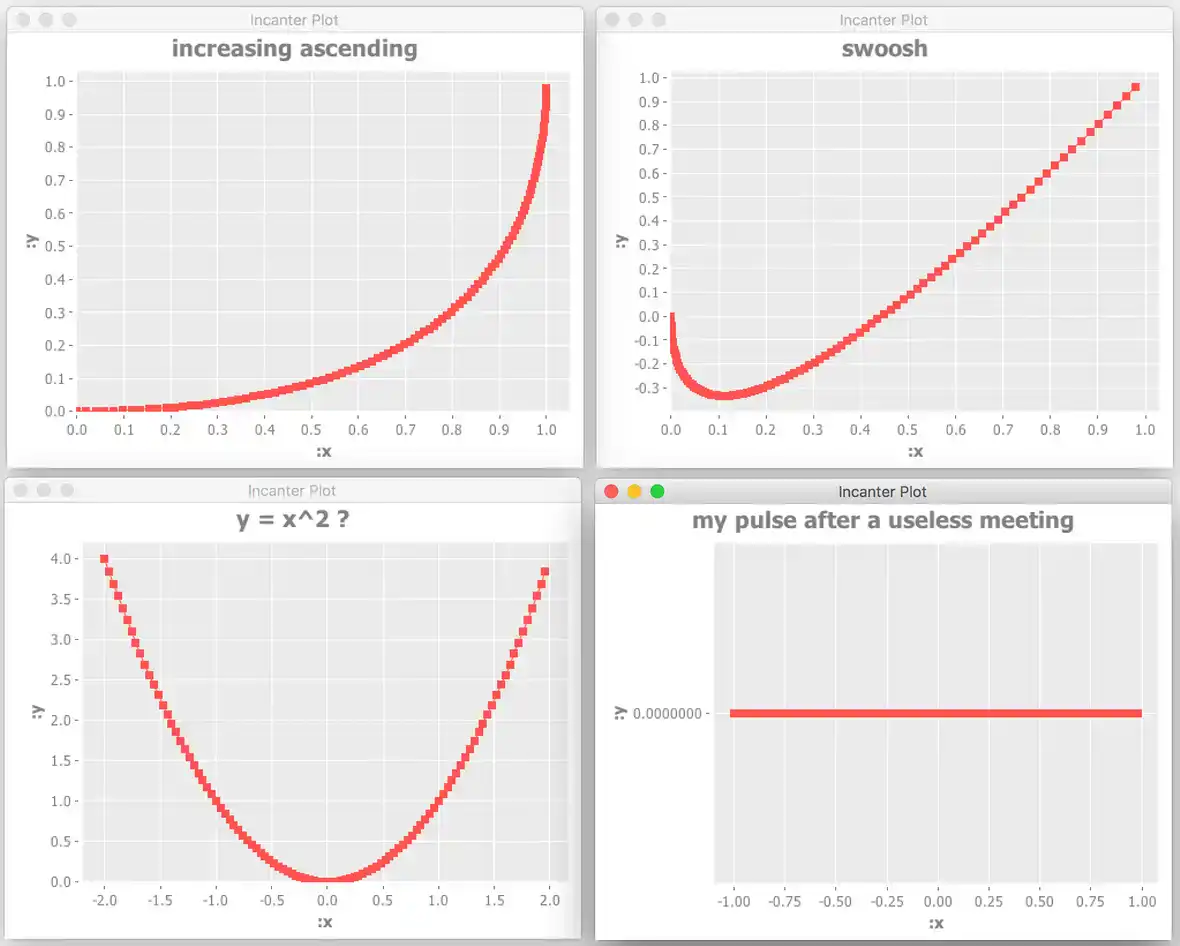 Incanter Plot
increasing ascending
:y
1.0
0.9
0.8
0.7
0.6
0.5
0.4
0.3
0.2
0.1
0.0
0.0 0.1 0.2 0.3 0.4 0.5 0.6 0.7 0.8 0.9 1.0
:x
Incanter Plot
swoosh
:y
1.0
0.9
0.8
0.7
0.6
0.5
0.4
0.3
0.2
0.1
0.0
-0.1
-0.2
-0.3
0.0 0.1 0.2 0.3 0.4 0.5 0.6 0.7 0.8 0.9 1.0
:x
Incanter Plot
y = x^2 ?
:y
4.0
3.5
3.0
2.5
2.0
1.5
1.0
0.5
0.0
-2.0 -1.5 -1.0 -0.5 0.0 0.5 1.0 1.5 2.0
:x
Incanter Plot
my pulse after a useless meeting
:y
0.0000000
-1.00 -0.75 -0.50 -0.25 0.00 0.25 0.50 0.75 1.00
:x